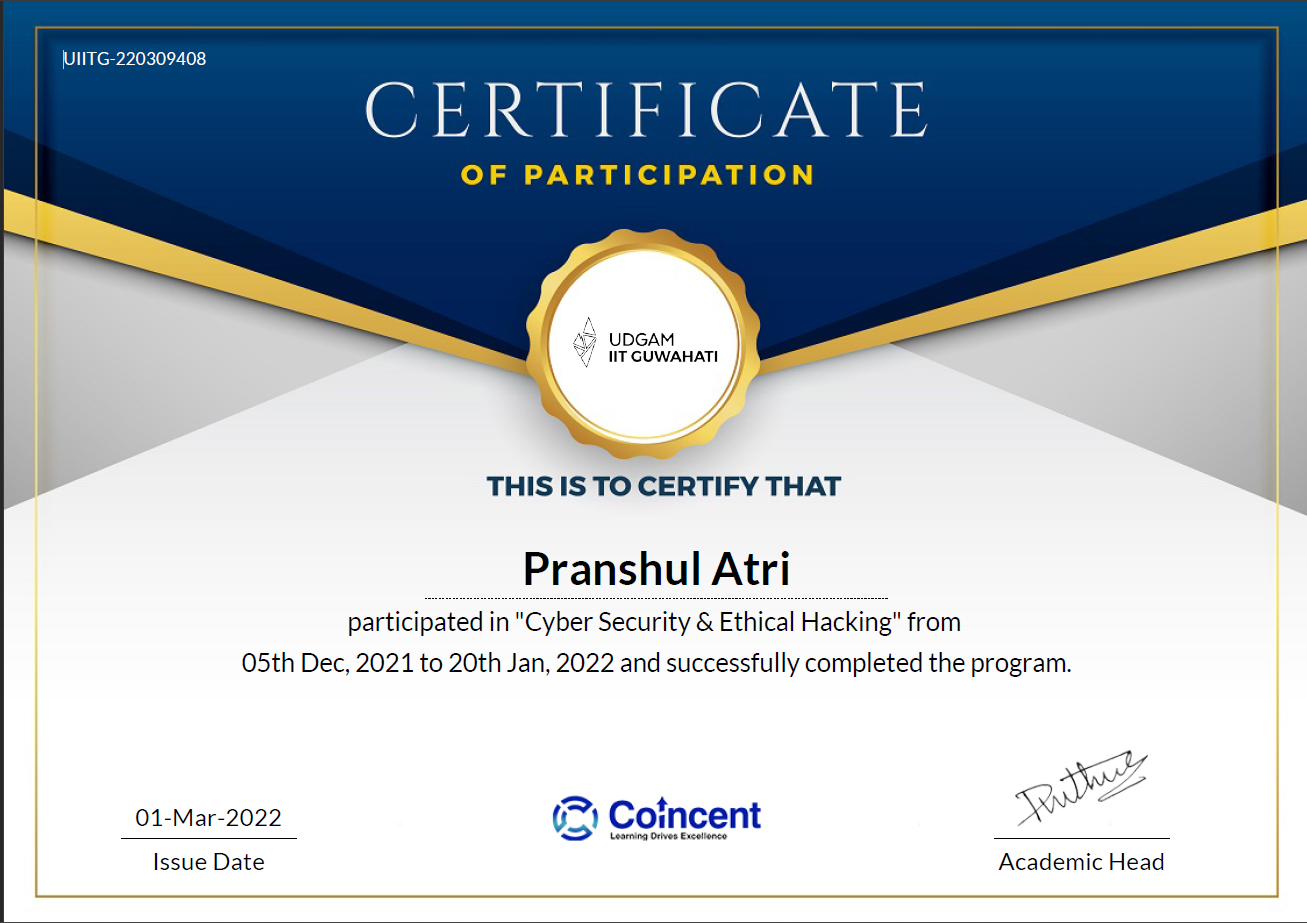 UIITG-220309408
CERTIFICATE
OF PARTICIPATION
UDGAM
IIT GUWAHATI
THIS IS TO CERTIFY THAT
Pranshul Atri
participated in "Cyber Security & Ethical Hacking" from
05th Dec, 2021 to 20th Jan, 2022 and successfully completed the program.
01-Mar-2022
Issue Date
Coincent
Learning Drives Excellence
Academic Head